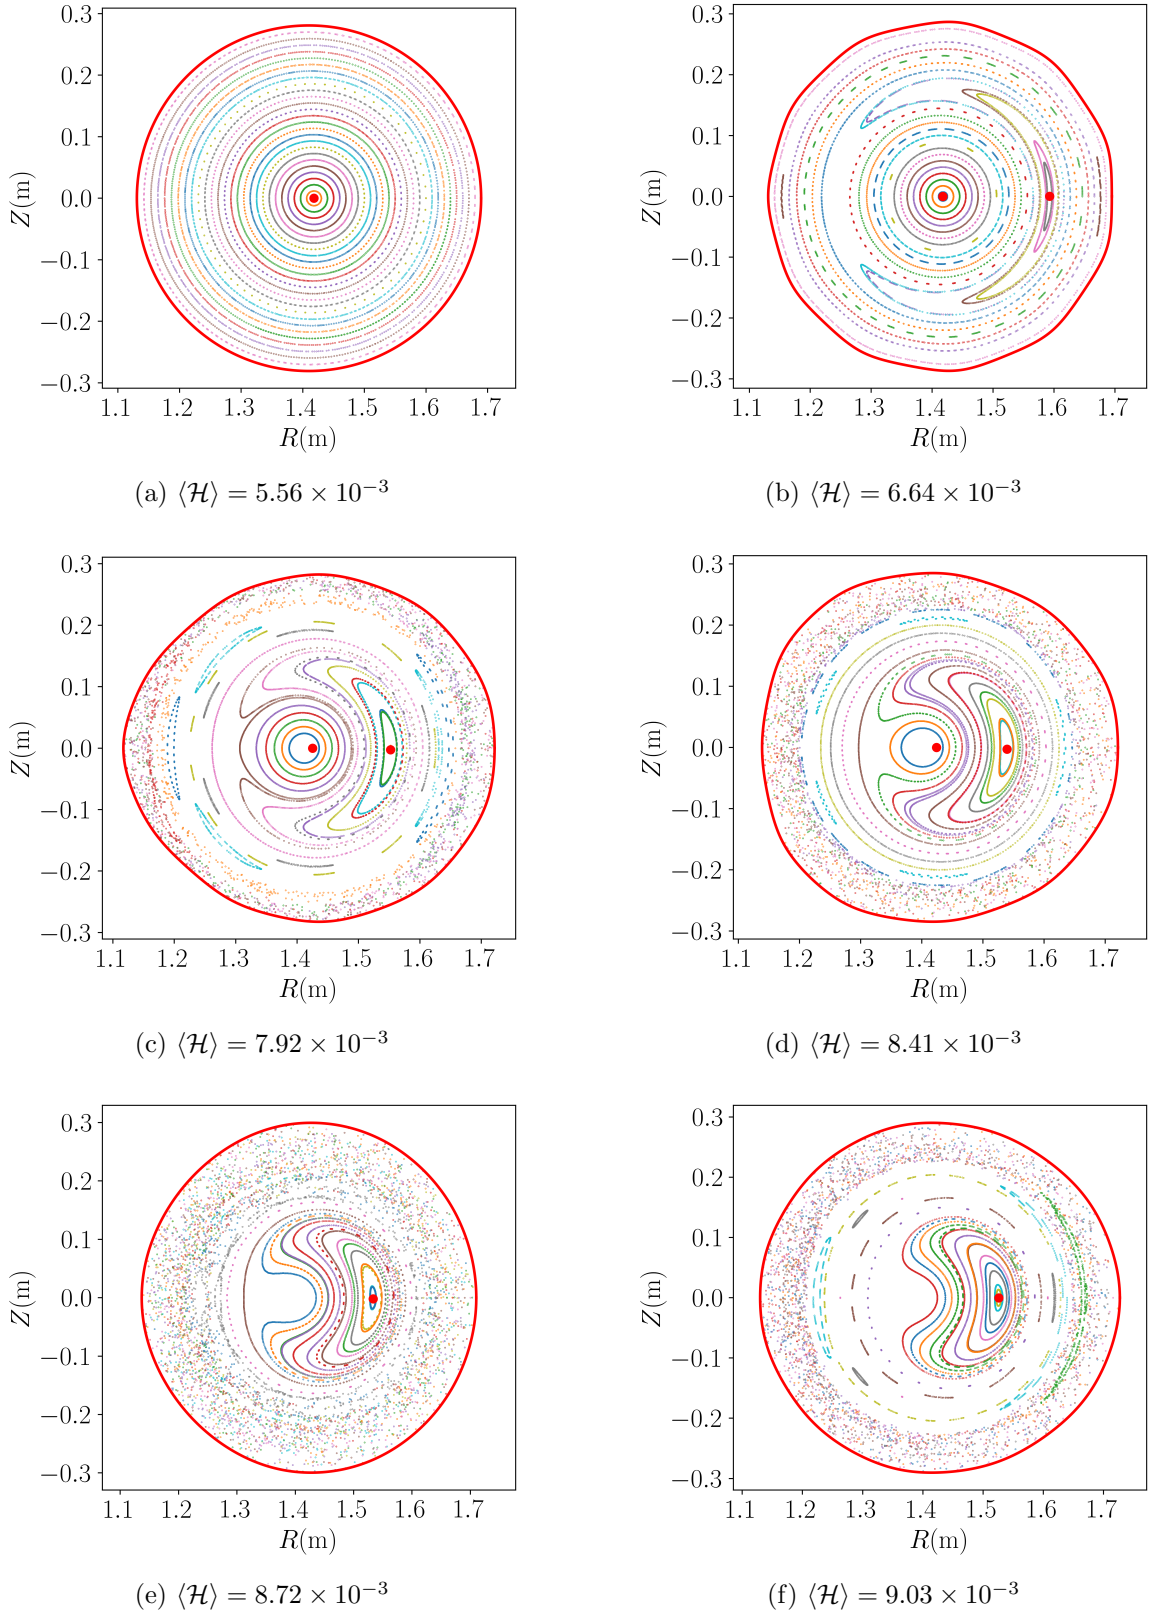 0.3
0.2
0.1
0.0
−0.1
−0.2
−0.3
Z(m)
1.1 1.2 1.3 1.4 1.5 1.6 1.7
R(m)
(a) ⟨ℋ⟩ = 5.56 × 10⁻³
0.3
0.2
0.1
0.0
−0.1
−0.2
−0.3
Z(m)
1.1 1.2 1.3 1.4 1.5 1.6 1.7
R(m)
(b) ⟨ℋ⟩ = 6.64 × 10⁻³
0.3
0.2
0.1
0.0
−0.1
−0.2
−0.3
Z(m)
1.1 1.2 1.3 1.4 1.5 1.6 1.7
R(m)
(c) ⟨ℋ⟩ = 7.92 × 10⁻³
0.3
0.2
0.1
0.0
−0.1
−0.2
−0.3
Z(m)
1.1 1.2 1.3 1.4 1.5 1.6 1.7
R(m)
(d) ⟨ℋ⟩ = 8.41 × 10⁻³
0.3
0.2
0.1
0.0
−0.1
−0.2
−0.3
Z(m)
1.1 1.2 1.3 1.4 1.5 1.6 1.7
R(m)
(e) ⟨ℋ⟩ = 8.72 × 10⁻³
0.3
0.2
0.1
0.0
−0.1
−0.2
−0.3
Z(m)
1.1 1.2 1.3 1.4 1.5 1.6 1.7
R(m)
(f) ⟨ℋ⟩ = 9.03 × 10⁻³